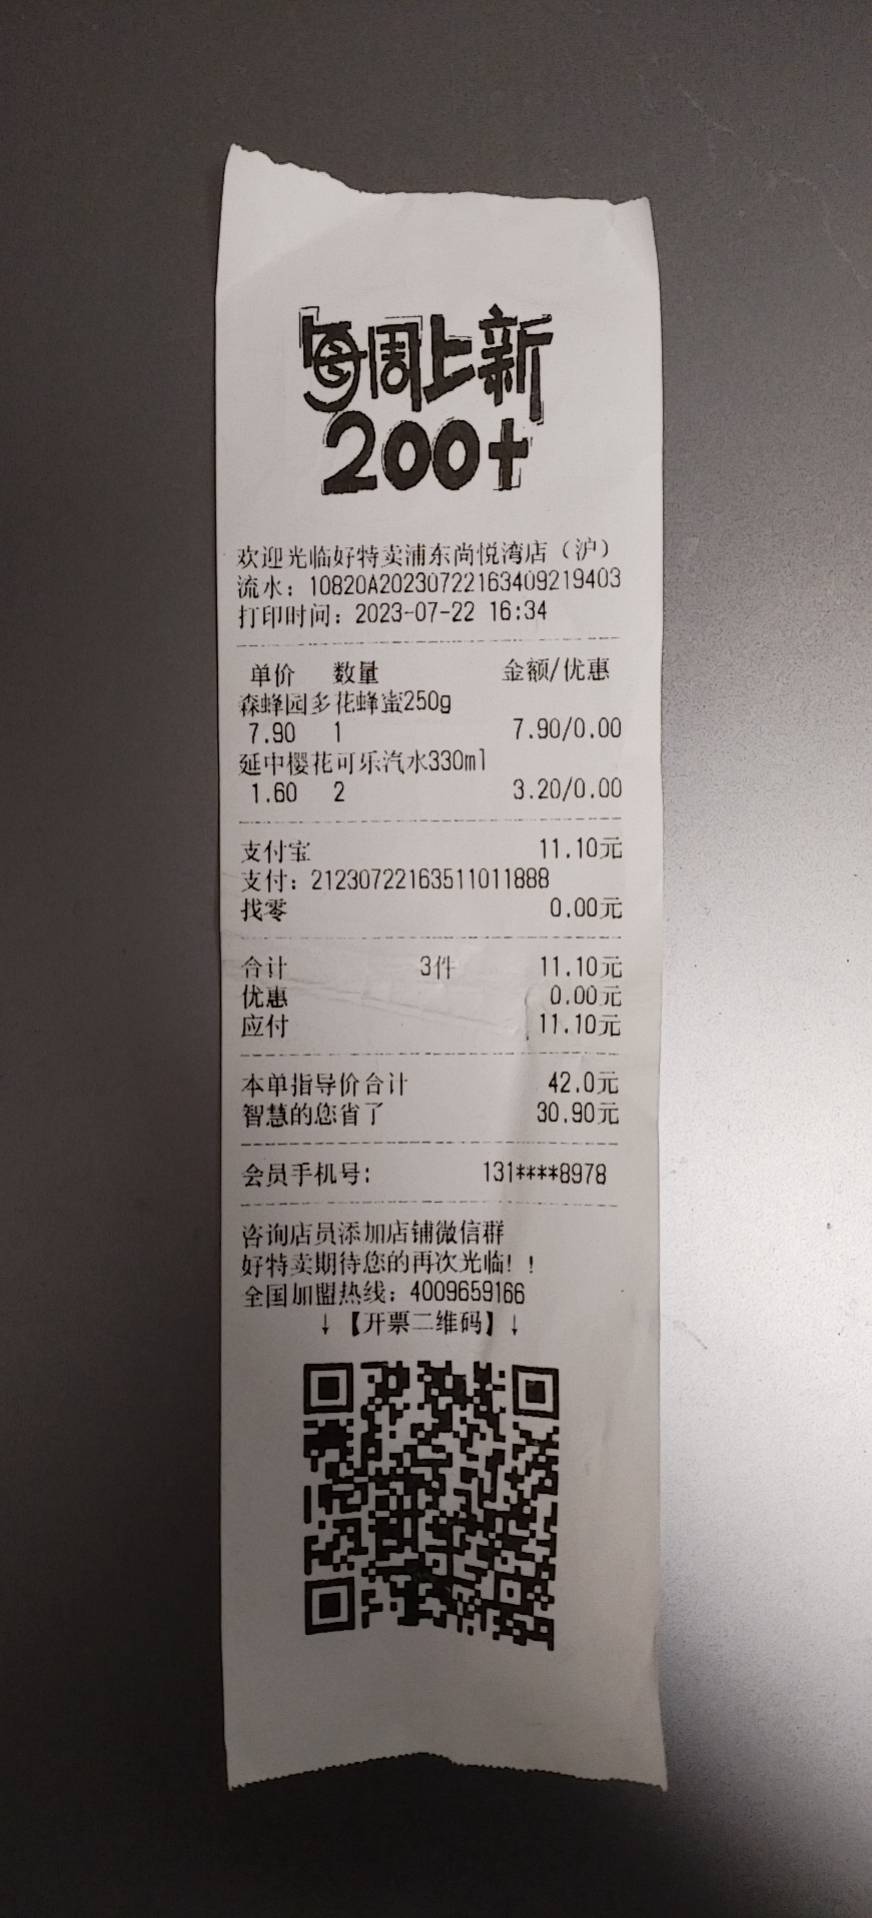 每周上新
200+
欢迎光临好特卖浦东尚悦湾店（沪）
流水：10820A20230722163409219403
打印时间：2023-07-22 16:34
单价 数量 金额/优惠
森蜂园多花蜂蜜250g
7.90 1 7.90/0.00
延中樱花可乐汽水330ml
1.60 2 3.20/0.00
支付宝 11.10元
支付：21230722163511011888
找零 0.00元
合计 3件 11.10元
优惠 0.00元
应付 11.10元
本单指导价合计 42.0元
智慧的您省了 30.90元
会员手机号： 131****8978
咨询店员添加店铺微信群
好特卖期待您的再次光临！！
全国加盟热线：4009659166
↓【开票二维码】↓